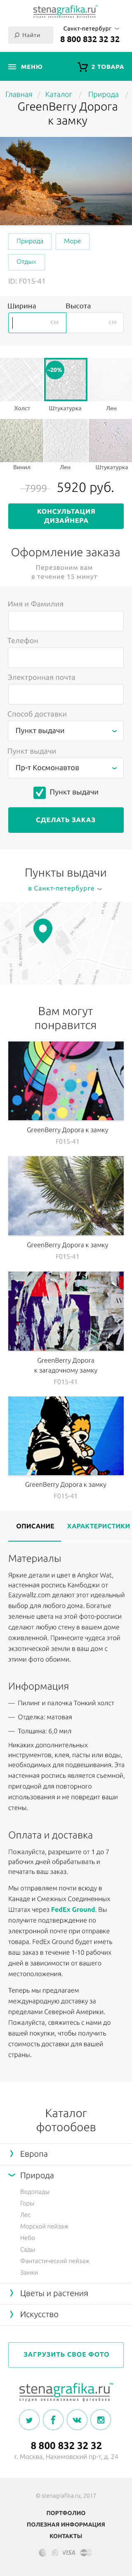 stenagrafika.ru
Найти
Санкт-петербург
8 800 832 32 32
МЕНЮ
2 ТОВАРА
Главная / Каталог / Природа /
GreenBerry Дорога
к замку
Природа
Море
Отдых
ID: F015-41
Ширина
Высота
см
см
-20%
Холст
Штукатурка
Лен
Винил
Лен
Штукатурка
7999
5920 руб.
КОНСУЛЬТАЦИЯ
ДИЗАЙНЕРА
Оформление заказа
Перезвоним вам
в течение 15 минут
Имя и Фамилия
Телефон
Электронная почта
Способ доставки
Пункт выдачи
Пункт выдачи
Пр-т Космонавтов
Пункт выдачи
СДЕЛАТЬ ЗАКАЗ
Пункты выдачи
в Санкт-петербурге
Вам могут
понравится
GreenBerry Дорога к замку
F015-41
GreenBerry Дорога к замку
F015-41
GreenBerry Дорога
к загадочному замку
F015-41
GreenBerry Дорога к замку
F015-41
ОПИСАНИЕ
ХАРАКТЕРИСТИКИ
Материалы
Яркие детали и цвет в Angkor Wat,
настенная роспись Камбоджи от
Eazywallz.com делают этот идеальный
выбор для любого дома. Богатые
зеленые цвета на этой фото-росписи
сделают любую стену в вашем доме
оживленной. Принесите чудеса этой
экзотической земли в ваш дом с
этими фото обоими.
Информация
— Пилинг и папочка Тонкий холст
— Отделка: матовая
— Толщина: 6,0 мил
Никаких дополнительных
инструментов, клея, пасты или воды,
необходимых для подвешивания. Эта
настенная роспись является съемной,
пригодной для повторного
использования и не повредит ваши
стены.
Оплата и доставка
Пожалуйста, разрешите от 1 до 7
рабочих дней обрабатывать и
печатать ваш заказ.
Мы отправляем почти всюду в
Канаде и Смежных Соединенных
Штатах через FedEx Ground. Вы
получите подтверждение по
электронной почте при отправке
товара. FedEx Ground будет иметь
ваш заказ в течение 1-10 рабочих
дней в зависимости от вашего
местоположения.
Теперь мы предлагаем
международную доставку за
пределами Северной Америки.
Пожалуйста, свяжитесь с нами до
вашей покупки, чтобы получить
стоимость доставки для вашей
страны.
Каталог
фотообоев
Европа
Природа
Водопады
Горы
Лес
Морской пейзаж
Небо
Сады
Фантастический пейзаж
Замки
Цветы и растения
Искусство
ЗАГРУЗИТЬ СВОЕ ФОТО
stenagrafika.ru
8 800 832 32 32
г. Москва, Нахимовский пр-т, д. 24
© stenagrafika.ru, 2017
ПОРТФОЛИО
ПОЛЕЗНАЯ ИНФОРМАЦИЯ
КОНТАКТЫ
VISA